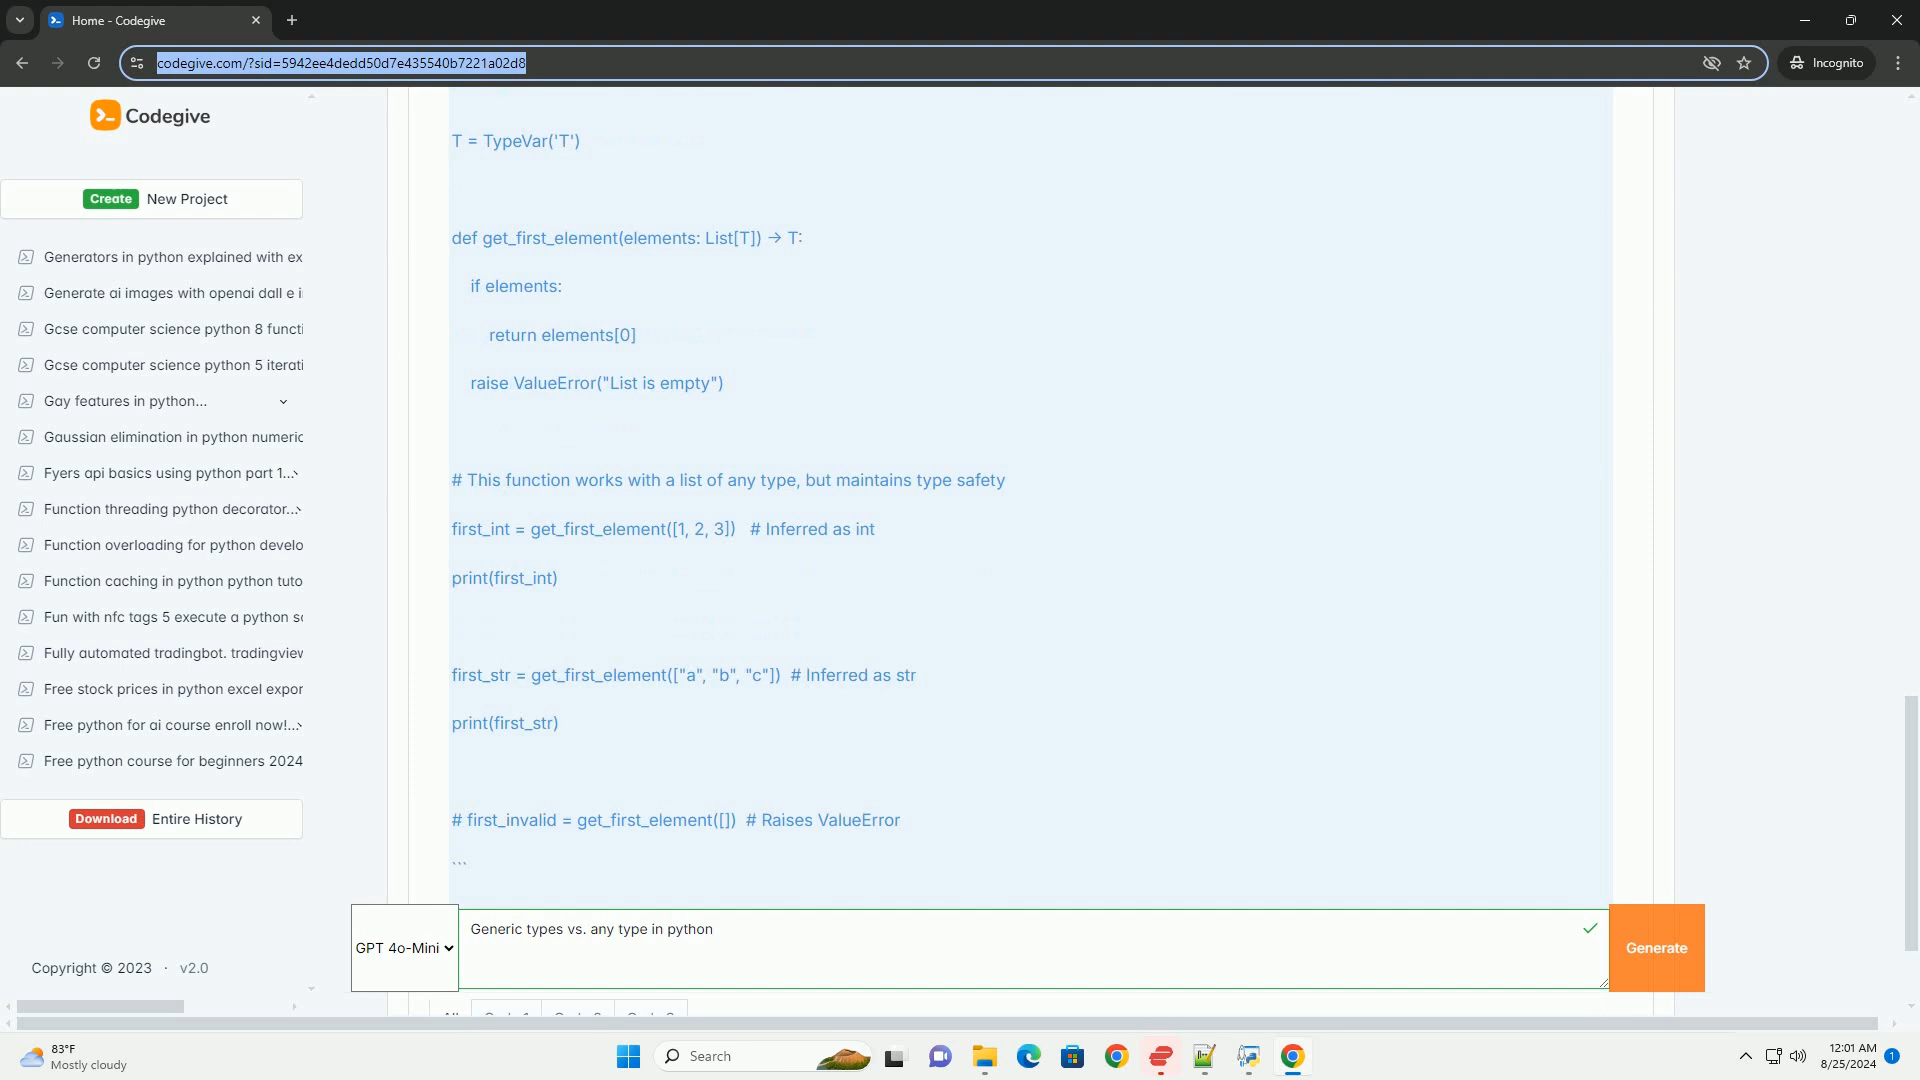 Home - Codegive
codegive.com/?sid=5942ee4dedd50d7e435540b7221a02d8
Incognito
Codegive
Create New Project
Generators in python explained with ex
Generate ai images with openai dall e i
Gcse computer science python 8 functi
Gcse computer science python 5 iterati
Gay features in python...
Gaussian elimination in python numeric
Fyers api basics using python part 1...
Function threading python decorator...
Function overloading for python develo
Function caching in python python tuto
Fun with nfc tags 5 execute a python sc
Fully automated tradingbot. tradingview
Free stock prices in python excel expor
Free python for ai course enroll now!...
Free python course for beginners 2024
Download Entire History
Copyright © 2023 · v2.0
T = TypeVar('T')
def get_first_element(elements: List[T]) -> T:
if elements:
return elements[0]
raise ValueError("List is empty")
# This function works with a list of any type, but maintains type safety
first_int = get_first_element([1, 2, 3]) # Inferred as int
print(first_int)
first_str = get_first_element(["a", "b", "c"]) # Inferred as str
print(first_str)
# first_invalid = get_first_element([]) # Raises ValueError
```
GPT 4o-Mini
Generic types vs. any type in python
Generate
83°F
Mostly cloudy
Search
12:01 AM
8/25/2024
1